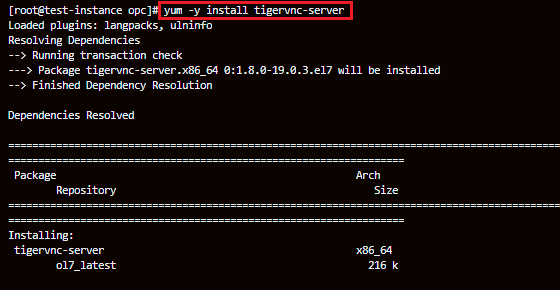 [root@test-instance opc]# yum -y install tigervnc-server
Loaded plugins: langpacks, ulninfo
Resolving Dependencies
--> Running transaction check
---> Package tigervnc-server.x86_64 0:1.8.0-19.0.3.el7 will be installed
--> Finished Dependency Resolution
Dependencies Resolved
================================================================================
Package Arch
Repository Size
================================================================================
Installing:
tigervnc-server x86_64
ol7_latest 216 k